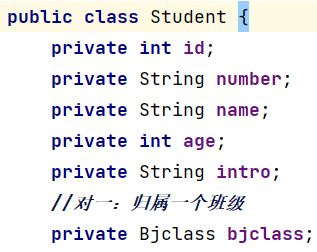 public class Student {
private int id;
private String number;
private String name;
private int age;
private String intro;
//对一：归属一个班级
private Bjclass bjclass;